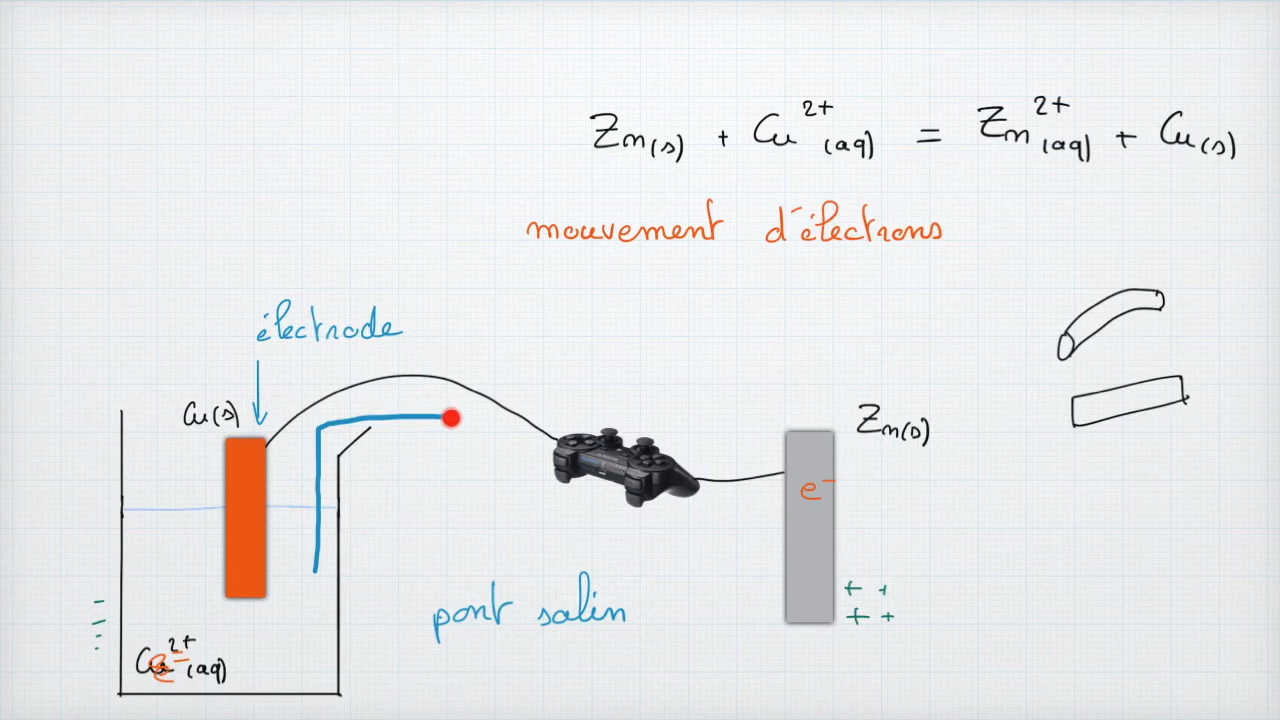 Zn(s) + Cu²⁺(aq) = Zn²⁺(aq) + Cu(s)
mouvement d'électrons
électrode
Cu(s)
Zn(s)
e⁻
+ +
+ +
pont salin
Cu²⁺(aq)
e⁻